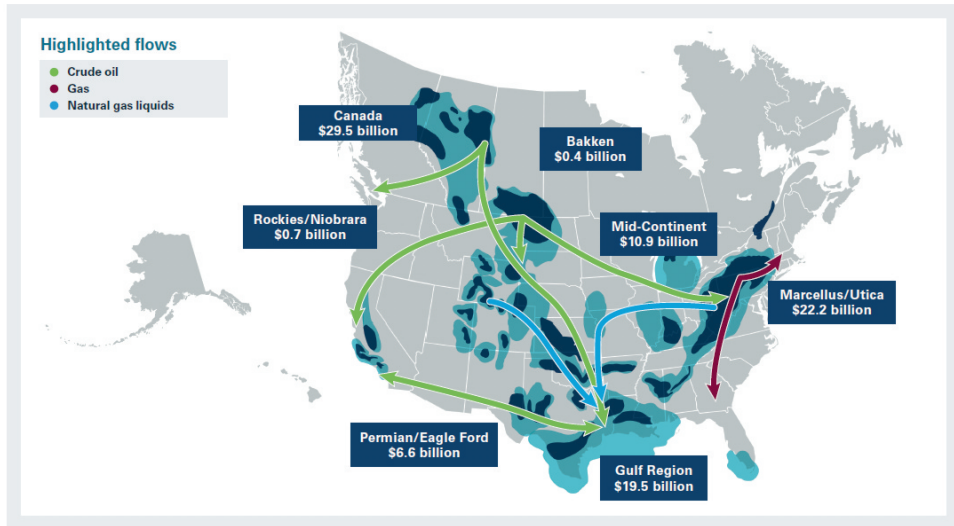 Highlighted flows
Crude oil
Gas
Natural gas liquids
Canada
$29.5 billion
Bakken
$0.4 billion
Rockies/Niobrara
$0.7 billion
Mid-Continent
$10.9 billion
Marcellus/Utica
$22.2 billion
Permian/Eagle Ford
$6.6 billion
Gulf Region
$19.5 billion